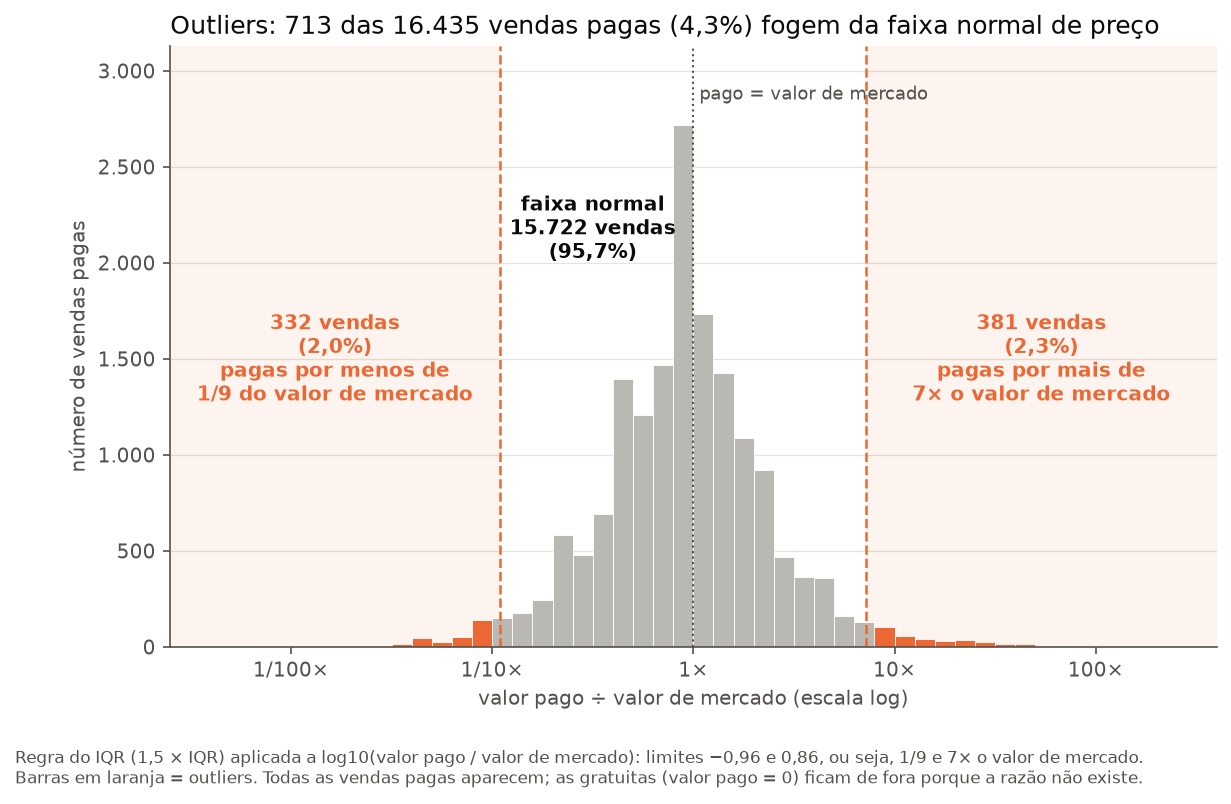 Outliers: 713 das 16.435 vendas pagas (4,3%) fogem da faixa normal de preço
3.000
pago = valor de mercado
2.500
faixa normal
15.722 vendas
(95,7%)
2.000
332 vendas
(2,0%)
pagas por menos de
1/9 do valor de mercado
381 vendas
(2,3%)
pagas por mais de
7× o valor de mercado
1.500
número de vendas pagas
1.000
500
0
1/100×
1/10×
1×
10×
100×
valor pago ÷ valor de mercado (escala log)
Regra do IQR (1,5 × IQR) aplicada a log10(valor pago / valor de mercado): limites −0,96 e 0,86, ou seja, 1/9 e 7× o valor de mercado.
Barras em laranja = outliers. Todas as vendas pagas aparecem; as gratuitas (valor pago = 0) ficam de fora porque a razão não existe.